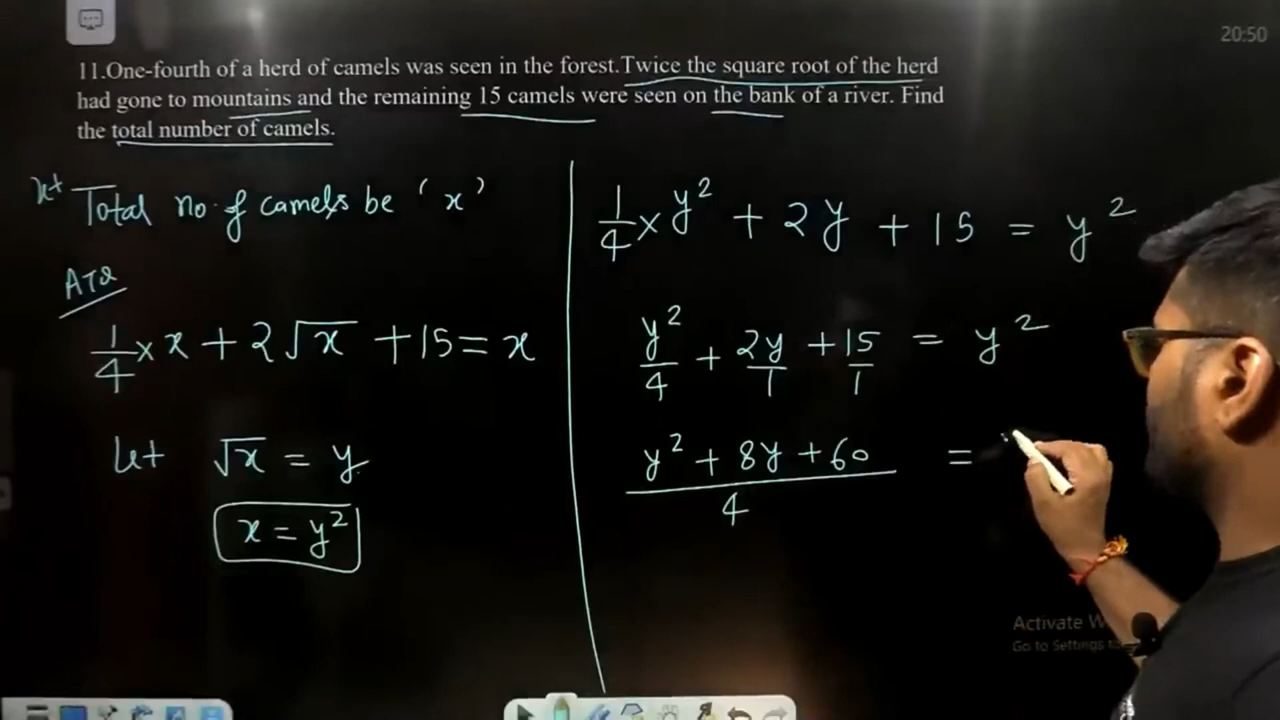 20:50
11.One-fourth of a herd of camels was seen in the forest.Twice the square root of the herd
had gone to mountains and the remaining 15 camels were seen on the bank of a river. Find
the total number of camels.
Total no. of camels be 'x'
ATQ
1/4 × x + 2√x + 15 = x
Let √x = y
x = y²
1/4 × y² + 2y + 15 = y²
y²/4 + 2y/1 + 15/1 = y²
(y² + 8y + 60)/4 =
Activate W
Go to Settings